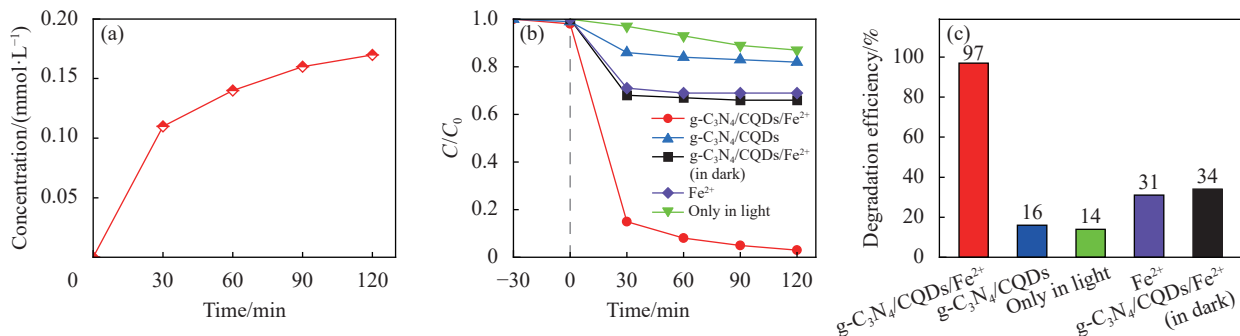 (a)
Concentration/(mmol·L⁻¹)
0.20
0.15
0.10
0.05
0
30
60
90
120
Time/min
(b)
C/C₀
1.0
0.8
0.6
0.4
0.2
0
−30
0
30
60
90
120
Time/min
g-C₃N₄/CQDs/Fe²⁺
g-C₃N₄/CQDs
g-C₃N₄/CQDs/Fe²⁺
(in dark)
Fe²⁺
Only in light
(c)
Degradation efficiency/%
100
80
60
40
20
0
97
16
14
31
34
g-C₃N₄/CQDs/Fe²⁺
g-C₃N₄/CQDs
Only in light
Fe²⁺
g-C₃N₄/CQDs/Fe²⁺
(in dark)